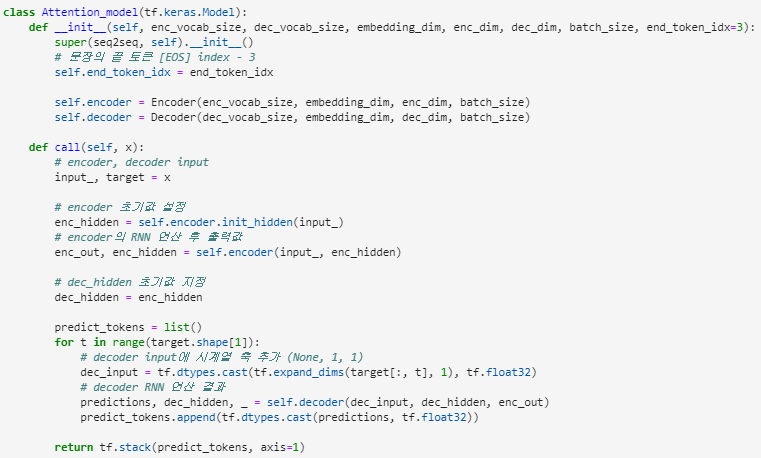 class Attention_model(tf.keras.Model):
    def __init__(self, enc_vocab_size, dec_vocab_size, embedding_dim, enc_dim, dec_dim, batch_size, end_token_idx=3):
        super(seq2seq, self).__init__()
        # 문장의 끝 토큰 [EOS] index - 3
        self.end_token_idx = end_token_idx

        self.encoder = Encoder(enc_vocab_size, embedding_dim, enc_dim, batch_size)
        self.decoder = Decoder(dec_vocab_size, embedding_dim, dec_dim, batch_size)

    def call(self, x):
        # encoder, decoder input
        input_, target = x

        # encoder 초기값 설정
        enc_hidden = self.encoder.init_hidden(input_)
        # encoder의 RNN 연산 후 출력값
        enc_out, enc_hidden = self.encoder(input_, enc_hidden)

        # dec_hidden 초기값 지정
        dec_hidden = enc_hidden

        predict_tokens = list()
        for t in range(target.shape[1]):
            # decoder input에 시계열 축 추가 (None, 1, 1)
            dec_input = tf.dtypes.cast(tf.expand_dims(target[:, t], 1), tf.float32)
            # decoder RNN 연산 결과
            predictions, dec_hidden, _ = self.decoder(dec_input, dec_hidden, enc_out)
            predict_tokens.append(tf.dtypes.cast(predictions, tf.float32))

        return tf.stack(predict_tokens, axis=1)